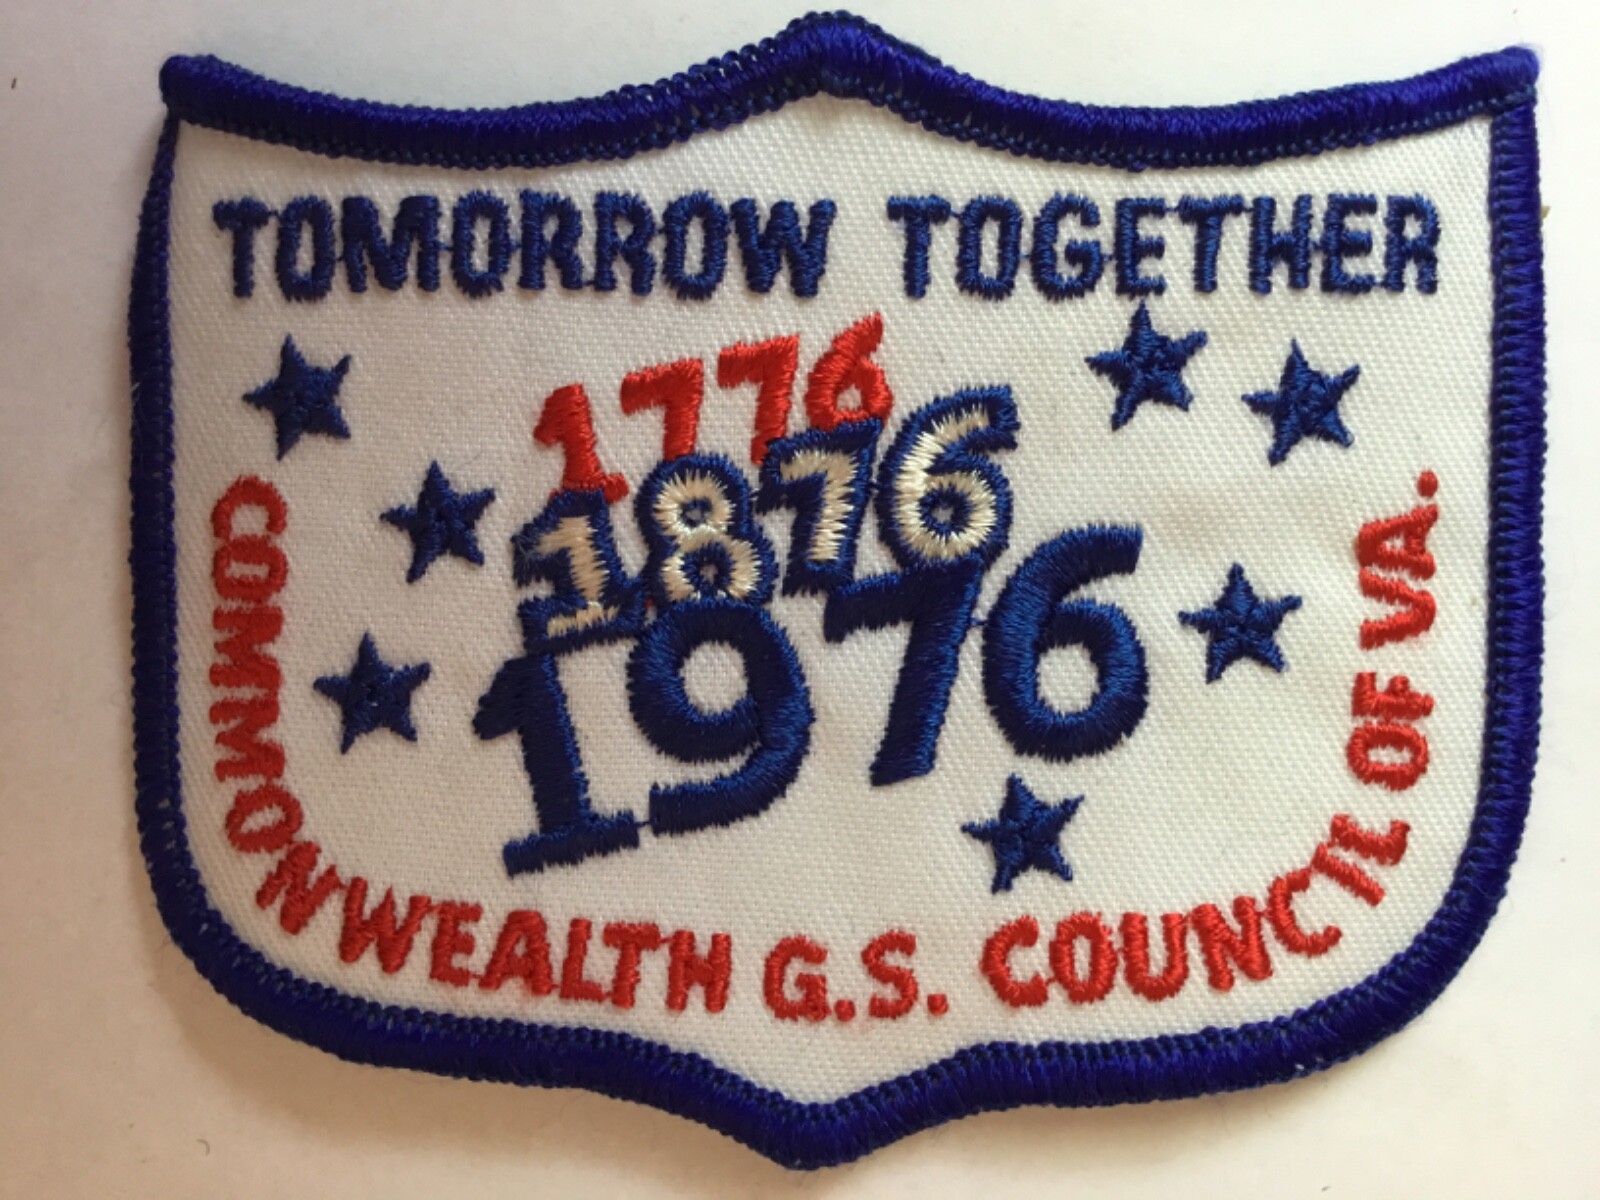 TOMORROW TOGETHER
1776
1876
1976
COMMONWEALTH G.S. COUNCIL OF VA.